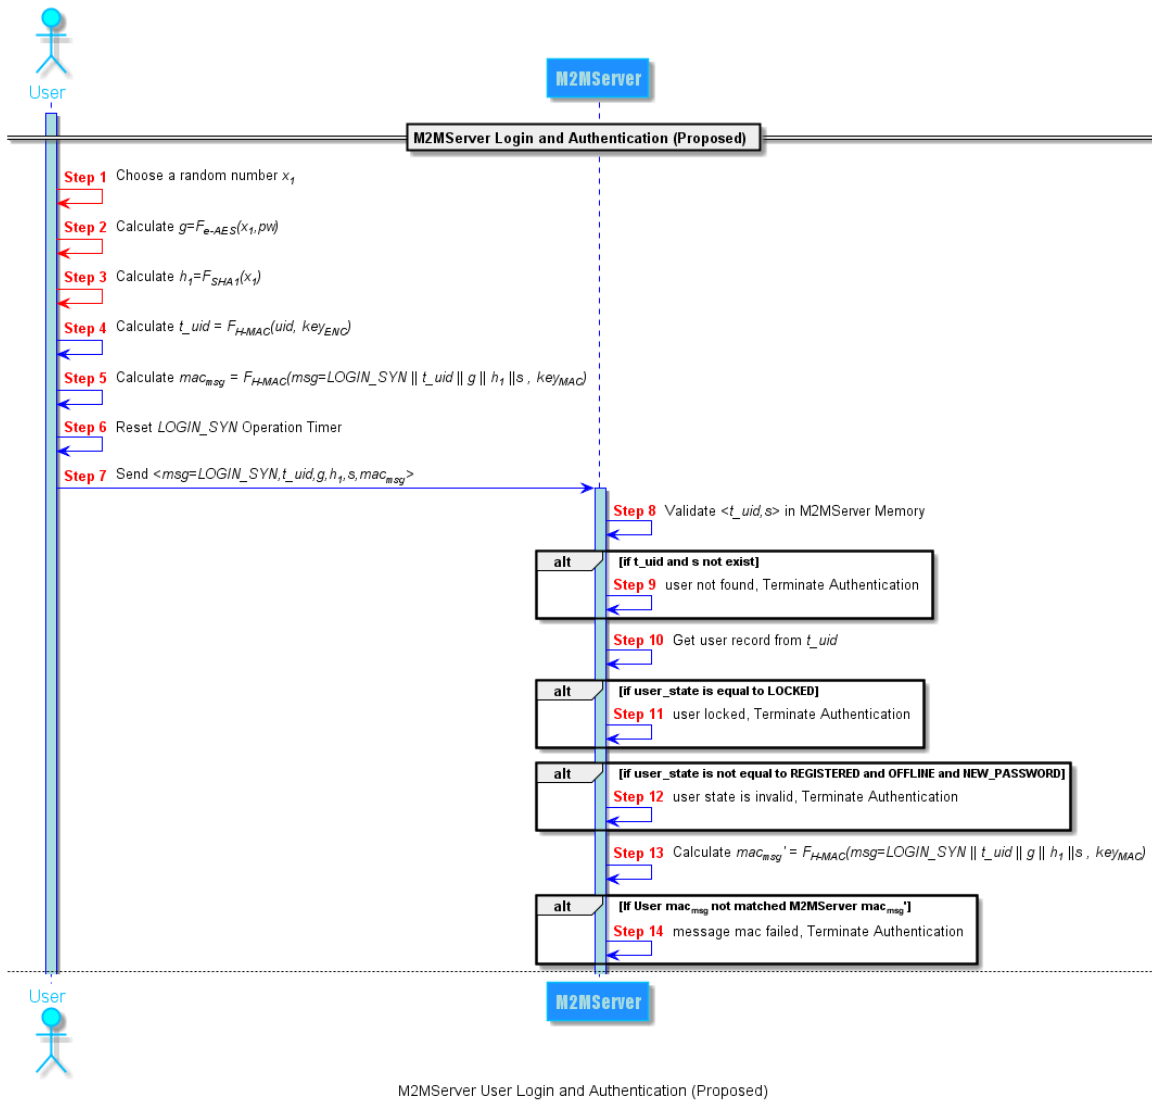 User
M2MServer
M2MServer Login and Authentication (Proposed)
Step 1 Choose a random number x1
Step 2 Calculate g=Fe-AES(x1,pw)
Step 3 Calculate h1=FSHA1(x1)
Step 4 Calculate t_uid = FH-MAC(uid, keyENC)
Step 5 Calculate macmsg = FH-MAC(msg=LOGIN_SYN || t_uid || g || h1 ||s , keyMAC)
Step 6 Reset LOGIN_SYN Operation Timer
Step 7 Send <msg=LOGIN_SYN,t_uid,g,h1,s,macmsg>
Step 8 Validate <t_uid,s> in M2MServer Memory
alt [if t_uid and s not exist]
Step 9 user not found, Terminate Authentication
Step 10 Get user record from t_uid
alt [if user_state is equal to LOCKED]
Step 11 user locked, Terminate Authentication
alt [if user_state is not equal to REGISTERED and OFFLINE and NEW_PASSWORD]
Step 12 user state is invalid, Terminate Authentication
Step 13 Calculate macmsg' = FH-MAC(msg=LOGIN_SYN || t_uid || g || h1 ||s , keyMAC)
alt [If User macmsg not matched M2MServer macmsg']
Step 14 message mac failed, Terminate Authentication
User
M2MServer
M2MServer User Login and Authentication (Proposed)